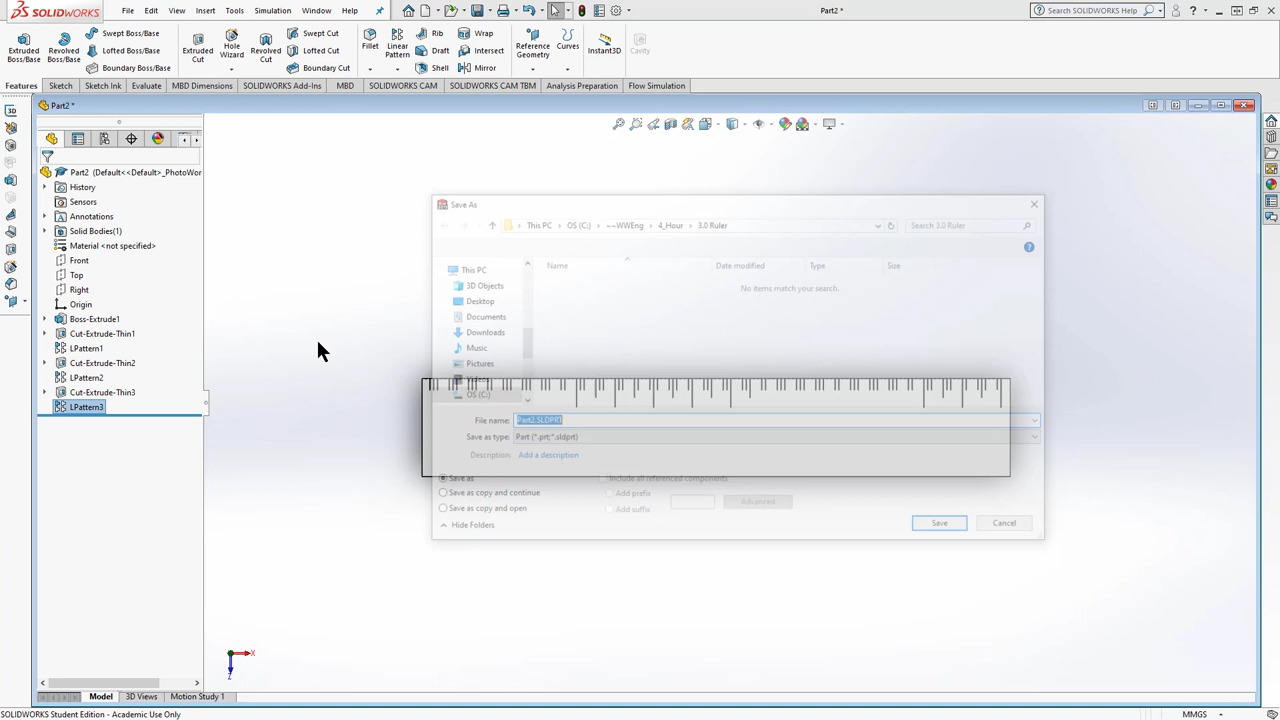 SOLIDWORKS
File Edit View Insert Tools Simulation Window Help
Part2 *
Search SOLIDWORKS Help
Extruded Boss/Base
Revolved Boss/Base
Swept Boss/Base
Lofted Boss/Base
Boundary Boss/Base
Extruded Cut
Hole Wizard
Revolved Cut
Swept Cut
Lofted Cut
Boundary Cut
Fillet
Linear Pattern
Rib
Draft
Shell
Wrap
Intersect
Mirror
Reference Geometry
Curves
Instant3D
Cavity
Features Sketch Sketch Ink Evaluate MBD Dimensions SOLIDWORKS Add-Ins MBD SOLIDWORKS CAM SOLIDWORKS CAM TBM Analysis Preparation Flow Simulation
Part2 *
Part2 (Default<<Default>_PhotoWor
History
Sensors
Annotations
Solid Bodies(1)
Material <not specified>
Front
Top
Right
Origin
Boss-Extrude1
Cut-Extrude-Thin1
LPattern1
Cut-Extrude-Thin2
LPattern2
Cut-Extrude-Thin3
LPattern3
Save As
This PC > OS (C:) > ~~WWEng > 4_Hour > 3.0 Ruler
Search 3.0 Ruler
Name Date modified Type Size
No items match your search.
This PC
3D Objects
Desktop
Documents
Downloads
Music
Pictures
Videos
OS (C:)
File name: Part2.SLDPRT
Save as type: Part (*.prt;*.sldprt)
Description: Add a description
Save as
Save as copy and continue
Save as copy and open
Include all referenced components
Add prefix
Add suffix
Advanced
Hide Folders
Save
Cancel
X
Z
Model 3D Views Motion Study 1
SOLIDWORKS Student Edition - Academic Use Only
MMGS